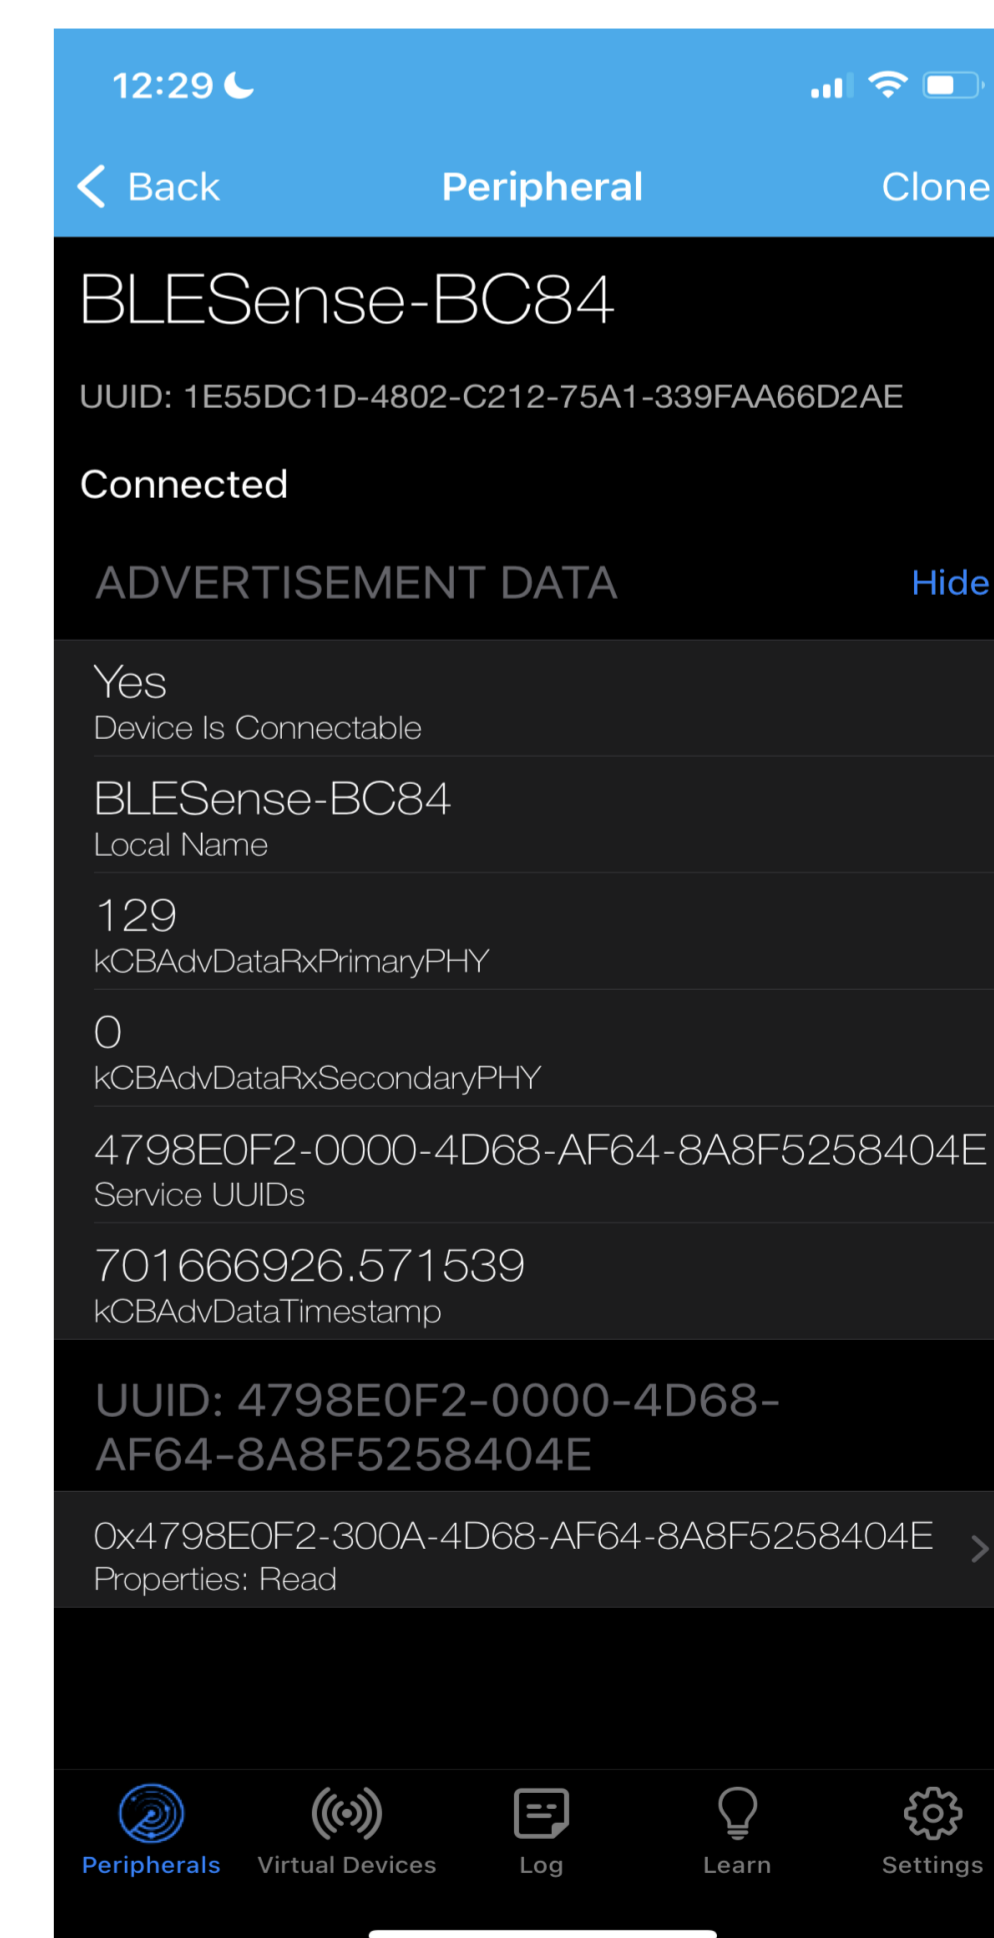 12:29
Back Peripheral Clone
BLESense-BC84
UUID: 1E55DC1D-4802-C212-75A1-339FAA66D2AE
Connected
ADVERTISEMENT DATA Hide
Yes
Device Is Connectable
BLESense-BC84
Local Name
129
kCBAdvDataRxPrimaryPHY
0
kCBAdvDataRxSecondaryPHY
4798E0F2-0000-4D68-AF64-8A8F5258404E
Service UUIDs
701666926.571539
kCBAdvDataTimestamp
UUID: 4798E0F2-0000-4D68-
AF64-8A8F5258404E
0x4798E0F2-300A-4D68-AF64-8A8F5258404E
Properties: Read
Peripherals Virtual Devices Log Learn Settings